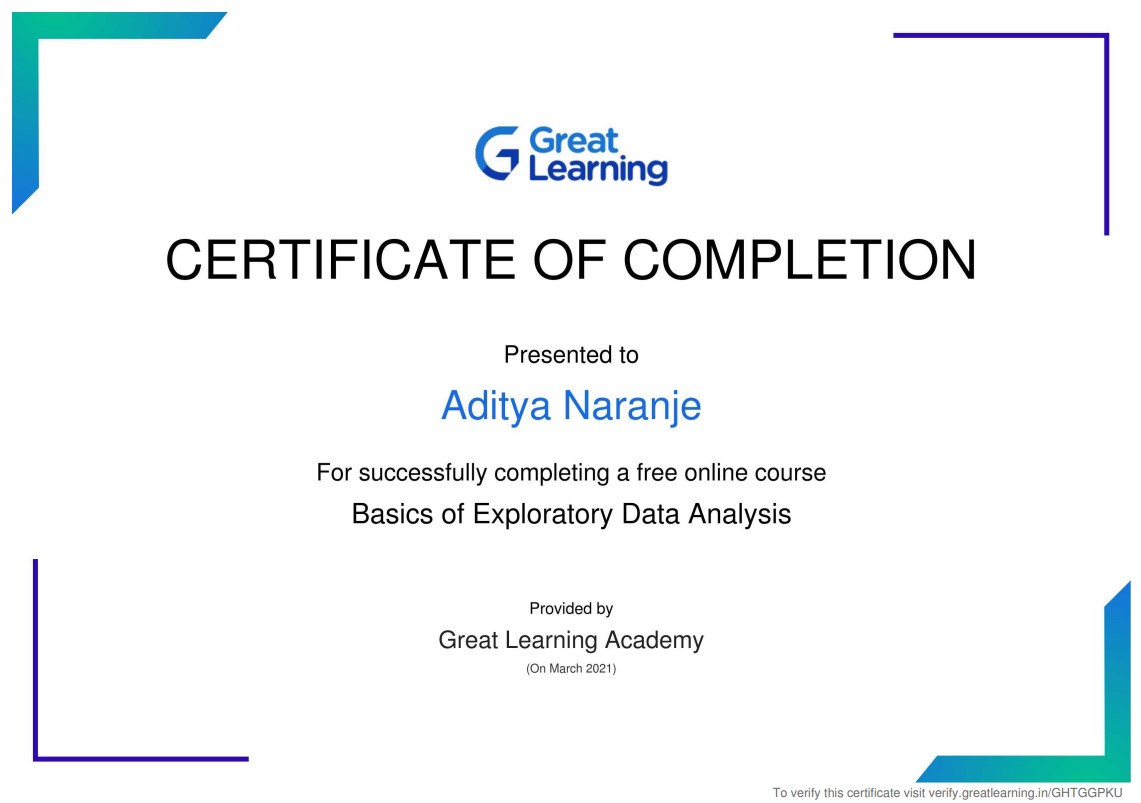 Great
Learning
CERTIFICATE OF COMPLETION
Presented to
Aditya Naranje
For successfully completing a free online course
Basics of Exploratory Data Analysis
Provided by
Great Learning Academy
(On March 2021)
To verify this certificate visit verify.greatlearning.in/GHTGGPKU